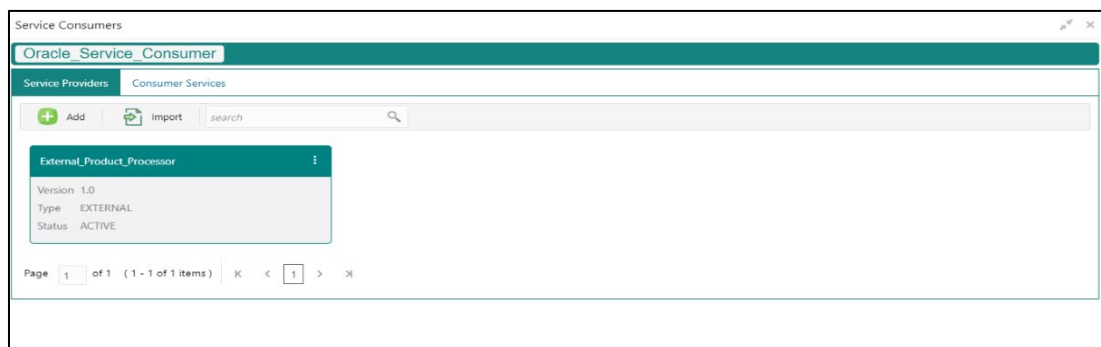 Service Consumers
Oracle_Service_Consumer
Service Providers Consumer Services
Add Import search
External_Product_Processor
Version 1.0
Type EXTERNAL
Status ACTIVE
Page 1 of 1 (1 - 1 of 1 items) 1